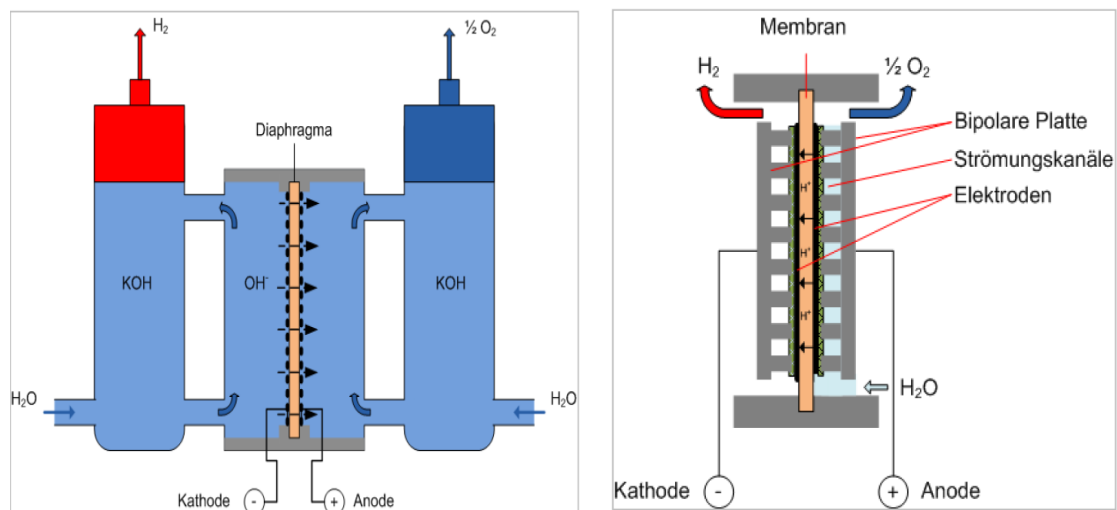 H₂
½ O₂
Diaphragma
KOH
OH⁻
KOH
H₂O
H₂O
Kathode
-
+
Anode
Membran
H₂
½ O₂
Bipolare Platte
Strömungskanäle
Elektroden
H⁺
H⁺
H⁺
H₂O
Kathode
-
+
Anode